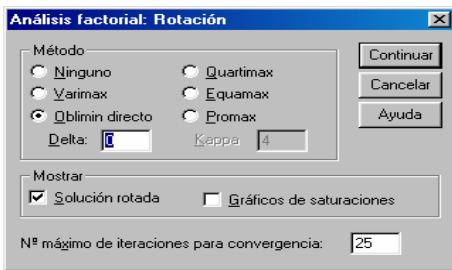 Análisis factorial: Rotación
Método
Ninguno Quartimax
Varimax Equamax
Oblimin directo Promax
Delta: 0 Kappa 4
Continuar
Cancelar
Ayuda
Mostrar
Solución rotada Gráficos de saturaciones
Nº máximo de iteraciones para convergencia: 25